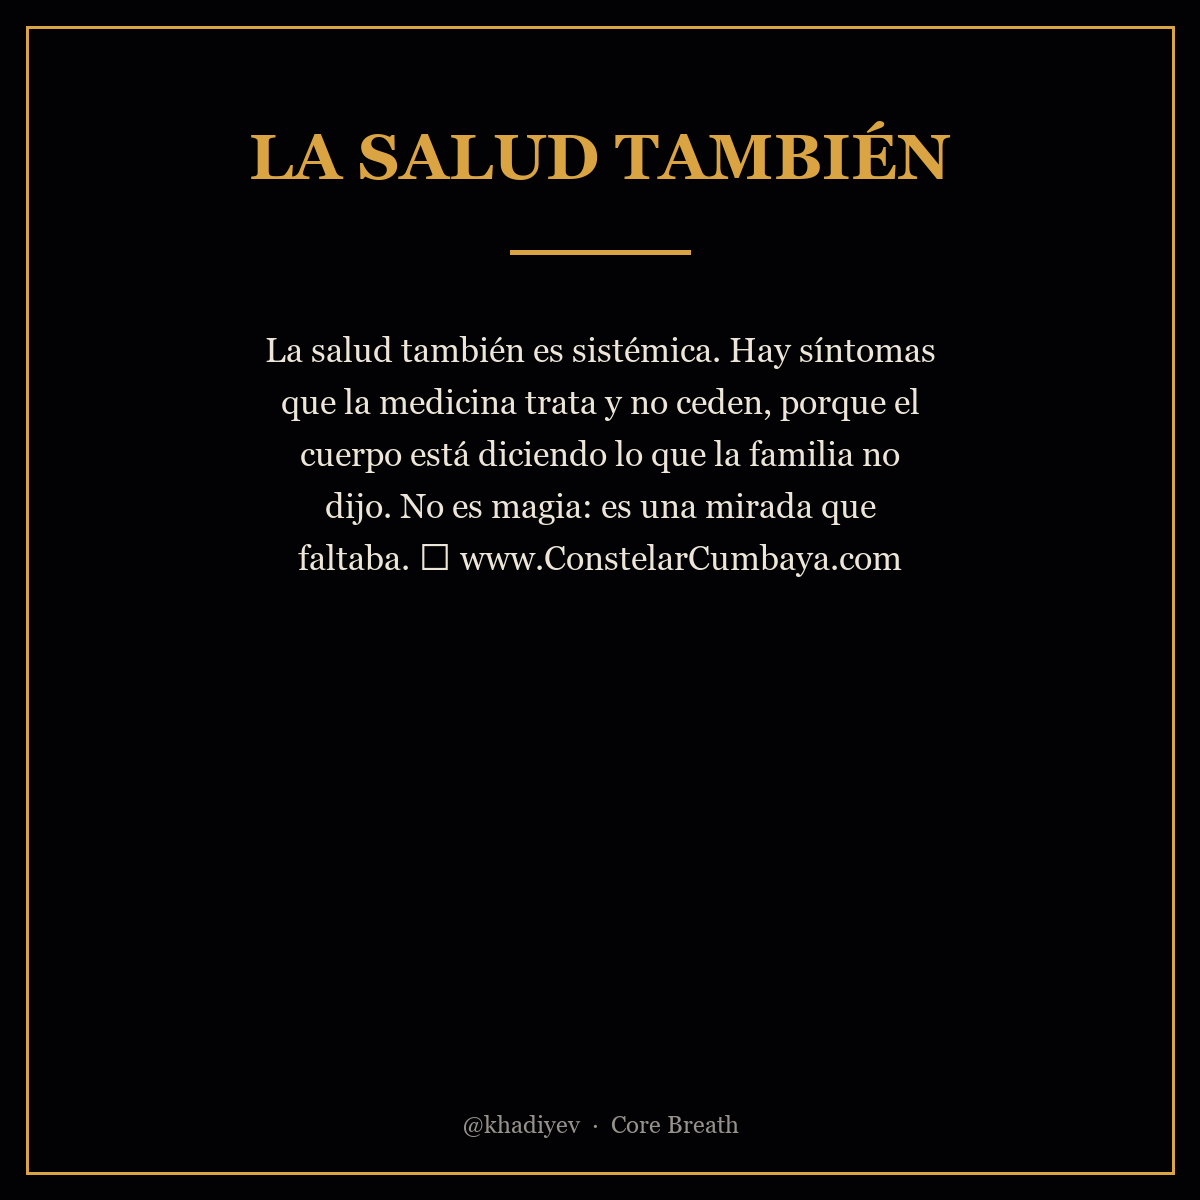 LA SALUD TAMBIÉN
La salud también es sistémica. Hay síntomas
que la medicina trata y no ceden, porque el
cuerpo está diciendo lo que la familia no
dijo. No es magia: es una mirada que
faltaba. □ www.ConstelarCumbaya.com
@khadiyev · Core Breath